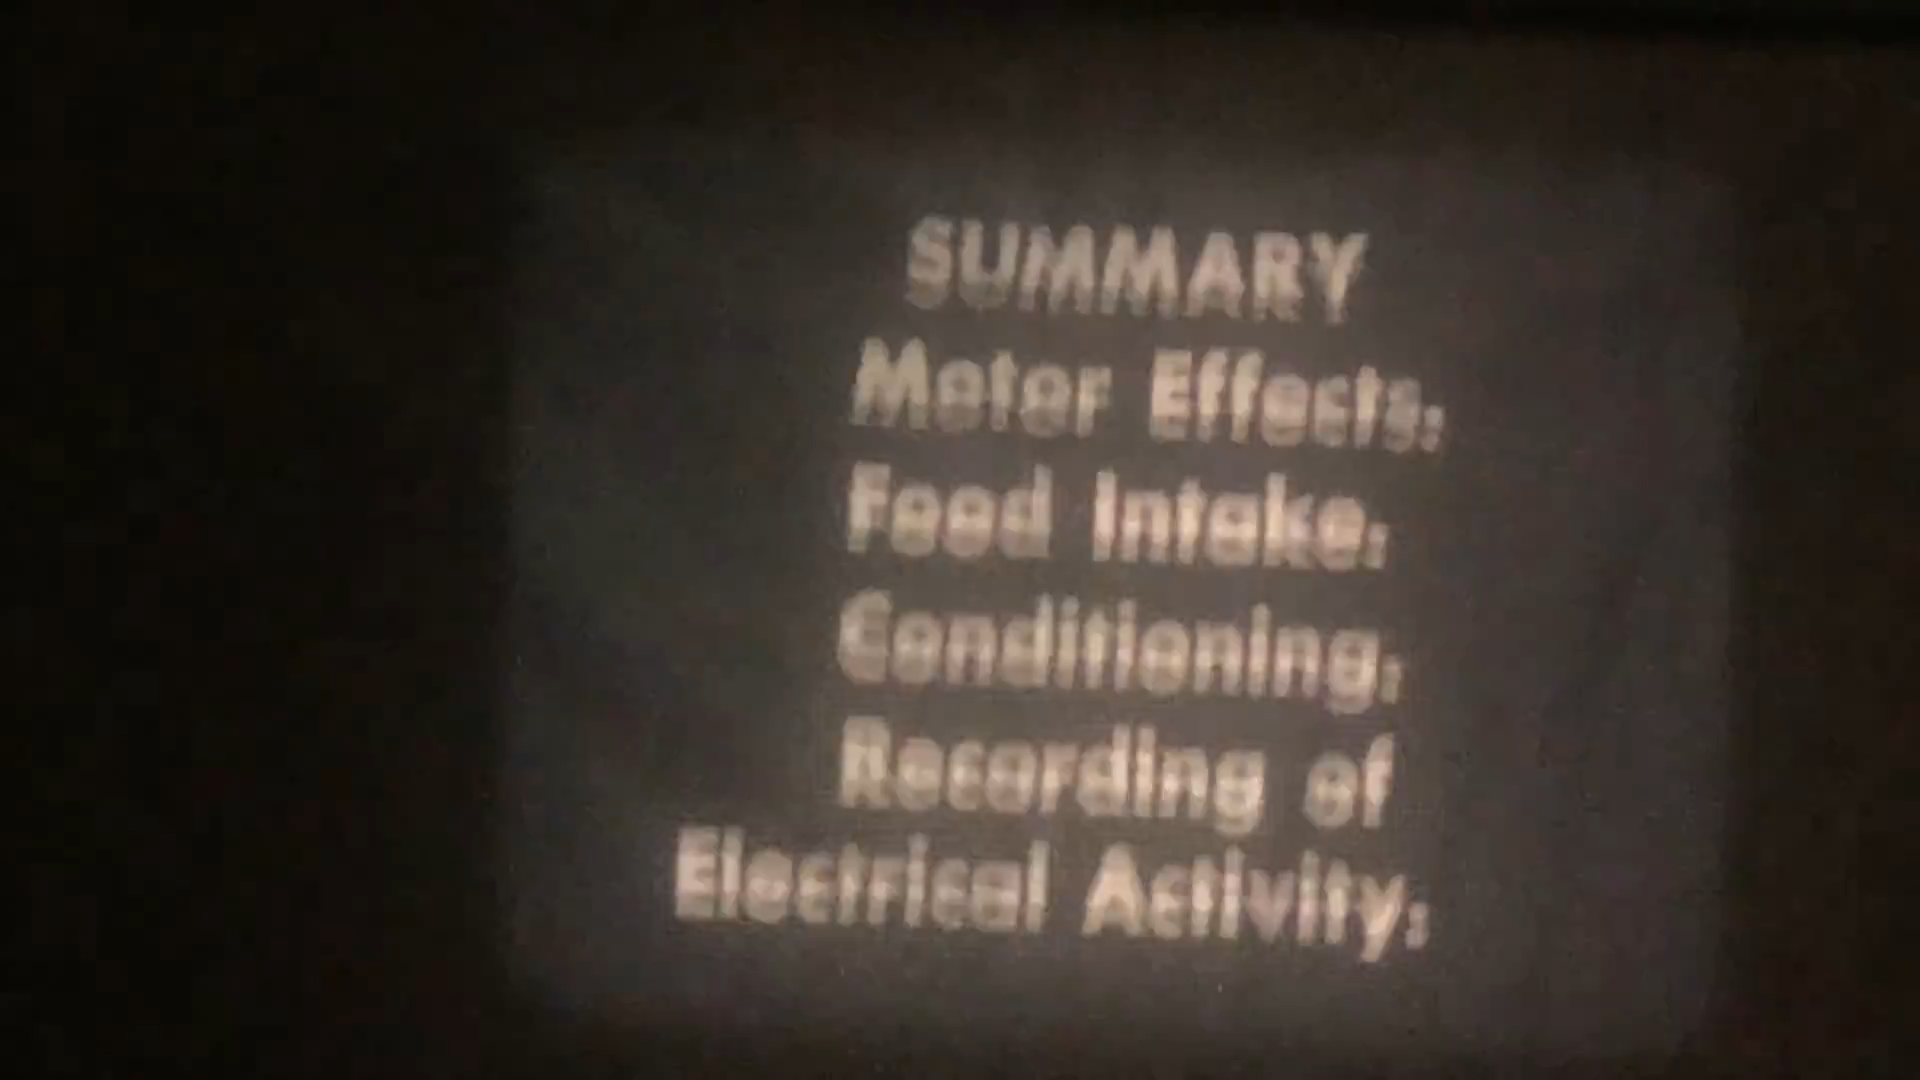 SUMMARY
Motor Effects:
Food Intake:
Conditioning:
Recording of
Electrical Activity: